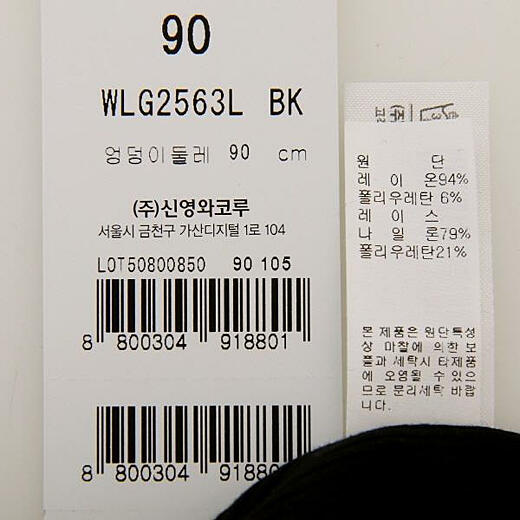 90
WLG2563L BK
엉덩이둘레 90 cm
(주)신영와코루
서울시 금천구 가산디지털 1로 104
LOT50800850 90 105
8 800304 918801
8 800304 9188
원 단
레 이 온94%
폴리우레탄 6%
레 이 스
나 일 론79%
폴리우레탄21%
본 제품은 원단특성
상 마찰에 의한 보
풀과 세탁시 타제품
에 오염될 수 있으
므로 분리세탁 바랍
니다.